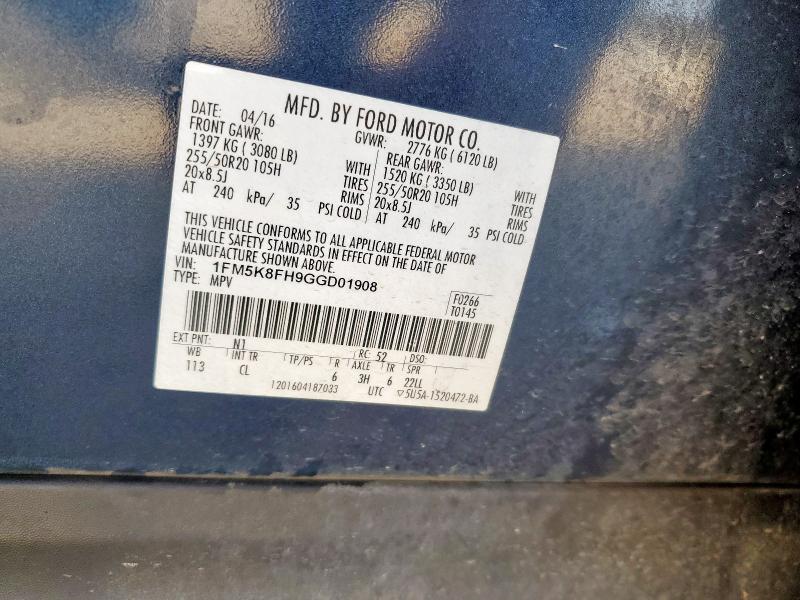 MFD. BY FORD MOTOR CO.
DATE: 04/16 GVWR: 2776 KG ( 6120 LB)
FRONT GAWR: REAR GAWR:
1397 KG ( 3080 LB) WITH 1520 KG ( 3350 LB) WITH
255/50R20 105H TIRES 255/50R20 105H TIRES
20x8.5J RIMS 20x8.5J RIMS
AT 240 kPa/ 35 PSI COLD AT 240 kPa/ 35 PSI COLD
THIS VEHICLE CONFORMS TO ALL APPLICABLE FEDERAL MOTOR
VEHICLE SAFETY STANDARDS IN EFFECT ON THE DATE OF
MANUFACTURE SHOWN ABOVE.
VIN: 1FM5K8FH9GGD01908
TYPE: MPV
F0266
T0145
EXT PNT: N1 RC: 52 DSO:
WB INT TR TP/PS R AXLE TR SPR
113 CL 6 3H 6 22LL
1201604187033 UTC ▽5U5A-1520472-BA